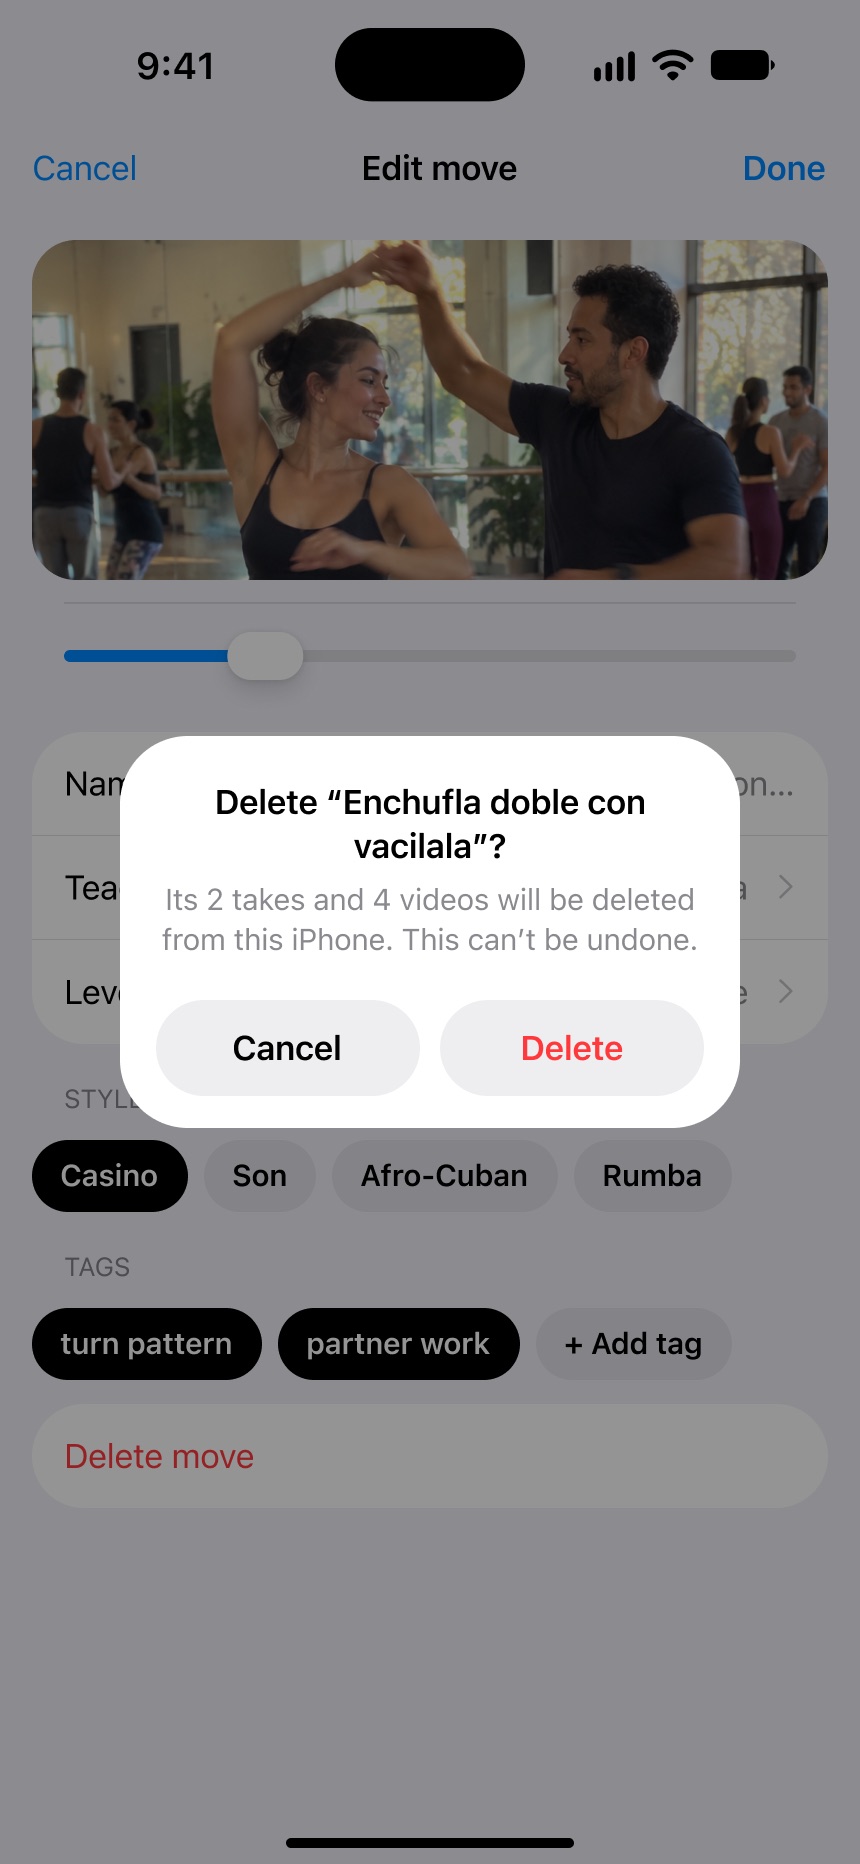 9:41
Cancel
Edit move
Done
Delete “Enchufla doble con
vacilala”?
Its 2 takes and 4 videos will be deleted
from this iPhone. This can’t be undone.
Cancel
Delete
Casino
Son
Afro-Cuban
Rumba
TAGS
turn pattern
partner work
+ Add tag
Delete move